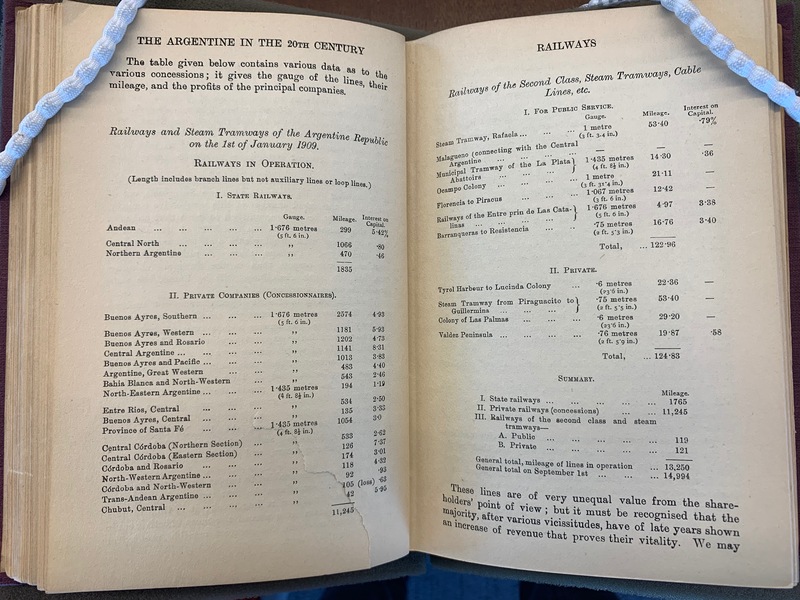 THE ARGENTINE IN THE 20TH CENTURY
The table given below contains various data as to the
various concessions; it gives the gauge of the lines, their
mileage, and the profits of the principal companies.
Railways and Steam Tramways of the Argentine Republic
on the 1st of January 1909.
RAILWAYS IN OPERATION.
(Length includes branch lines but not auxiliary lines or loop lines.)
I. STATE RAILWAYS.
Gauge. Mileage. Interest on Capital.
Andean ... ... ... ... 1·676 metres 299 5·42%
(5 ft. 6 in.)
Central North ... ... ... ,, 1066 ·80
Northern Argentine ... ... ... ,, 470 ·46
1835
II. PRIVATE COMPANIES (CONCESSIONNAIRES).
Buenos Ayres, Southern ... ... ... 1·676 metres 2574 4·93
(5 ft. 6 in.)
Buenos Ayres, Western ... ... ... ,, 1181 5·93
Buenos Ayres and Rosario ... ... ,, 1202 4·73
Central Argentine ... ... ... ,, 1141 8·31
Buenos Ayres and Pacific ... ... ... ,, 1013 3·83
Argentine, Great Western ... ... ,, 483 4·40
Bahia Blanca and North-Western ... ,, 543 2·46
North-Eastern Argentine ... ... ... 1·435 metres 194 1·19
(4 ft. 8½ in.)
Entre Rios, Central ... ... ... ,, 534 2·50
Buenos Ayres, Central ... ... ... ,, 135 3·35
Province of Santa Fé ... ... ... 1·435 metres 1054 3·0
(4 ft. 8½ in.)
Central Córdoba (Northern Section) ... ,, 533 2·62
Central Córdoba (Eastern Section) ... ,, 126 7·37
Córdoba and Rosario ... ... ... ,, 174 3·01
North-Western Argentine ... ... ... ,, 118 4·32
Córdoba and North-Western ... ... ,, 92 ·93
Trans-Andean Argentine ... ... ... ,, 105 (loss) ·63
Chubut, Central ... ... ... ,, 42 5·95
11,245
RAILWAYS
Railways of the Second Class, Steam Tramways, Cable
Lines, etc.
I. FOR PUBLIC SERVICE.
Gauge. Mileage. Interest on Capital.
Steam Tramway, Rafaela ... ... ... 1 metre 53·40 ·79%
(3 ft. 3.4 in.)
Malagueno (connecting with the Central
Argentine ... ... ... ... — — —
Municipal Tramway of the La Plata } 1·435 metres 14·30 ·36
Abattoirs ... ... ... ... (4 ft. 8½ in.)
Ocampo Colony ... ... ... ... 1 metre 21·11 —
(3 ft. 3¼ in.)
Florencia to Piracua ... ... ... 1·067 metres 12·42 —
(3 ft. 6 in.)
Railways of the Entre prin de Las Cata- } 1·676 metres 4·97 3·38
linas ... ... ... ... (5 ft. 6 in.)
Barranqueras to Resistencia ... ... ·75 metres 16·76 3·40
(2 ft. 5·3 in.)
Total, ... 122·96
II. PRIVATE.
Tyrol Harbour to Lucinda Colony ... ·6 metres 22·36 —
(23·6 in.)
Steam Tramway from Piraguscito to } ·75 metres 53·40 —
Guillermina ... ... ... (2 ft. 5·5 in.)
Colony of Las Palmas ... ... ... ·6 metres 29·20 —
(23·6 in.)
Valdez Peninsula ... ... ... ... ·76 metres 19·87 ·58
(2 ft. 5·9 in.)
Total, ... 124·83
SUMMARY.
Mileage.
I. State railways ... ... ... ... ... 1765
II. Private railways (concessions) ... ... 11,245
III. Railways of the second class and steam
tramways—
A. Public ... ... ... ... 119
B. Private ... ... ... ... 121
General total, mileage of lines in operation ... 13,250
General total on September 1st ... ... 14,994
These lines are of very unequal value from the share-
holders' point of view; but it must be recognised that the
majority, after various vicissitudes, have of late years shown
an increase of revenue that proves their vitality. We may